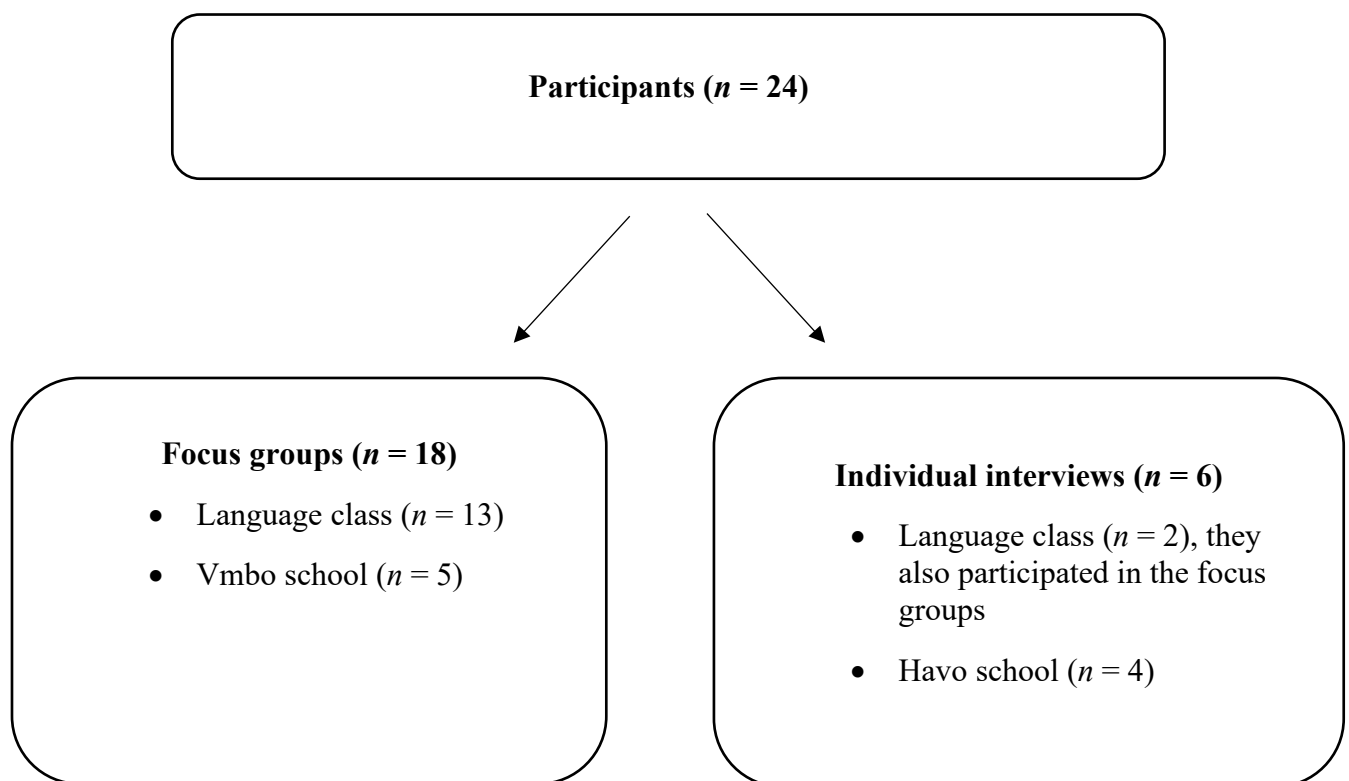 Participants (n = 24)
Focus groups (n = 18)
• Language class (n = 13)
• Vmbo school (n = 5)
Individual interviews (n = 6)
• Language class (n = 2), they
also participated in the focus
groups
• Havo school (n = 4)